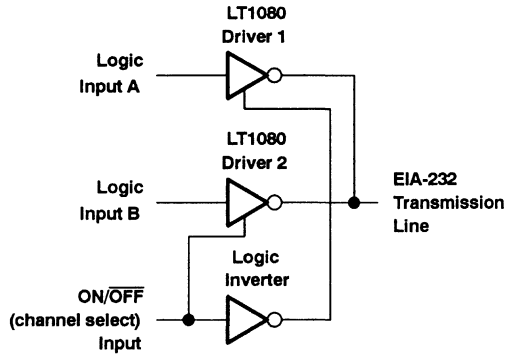 LT1080
Driver 1
Logic
Input A
LT1080
Driver 2
Logic
Input B
EIA-232
Transmission
Line
Logic
Inverter
ON/OFF
(channel select)
Input